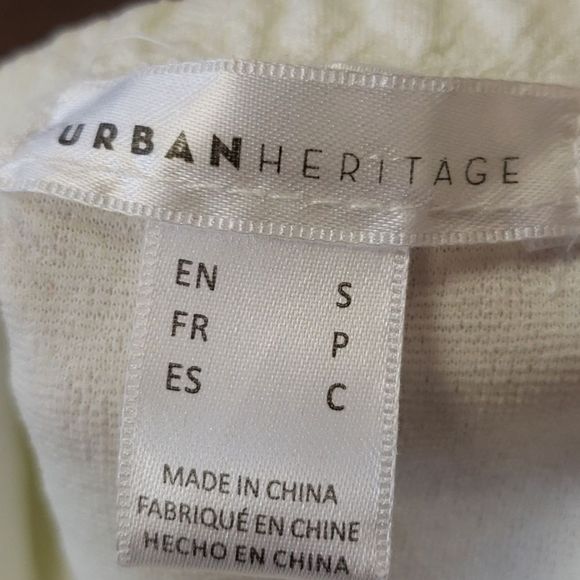 URBANHERITAGE
EN S
FR P
ES C
MADE IN CHINA
FABRIQUÉ EN CHINE
HECHO EN CHINA